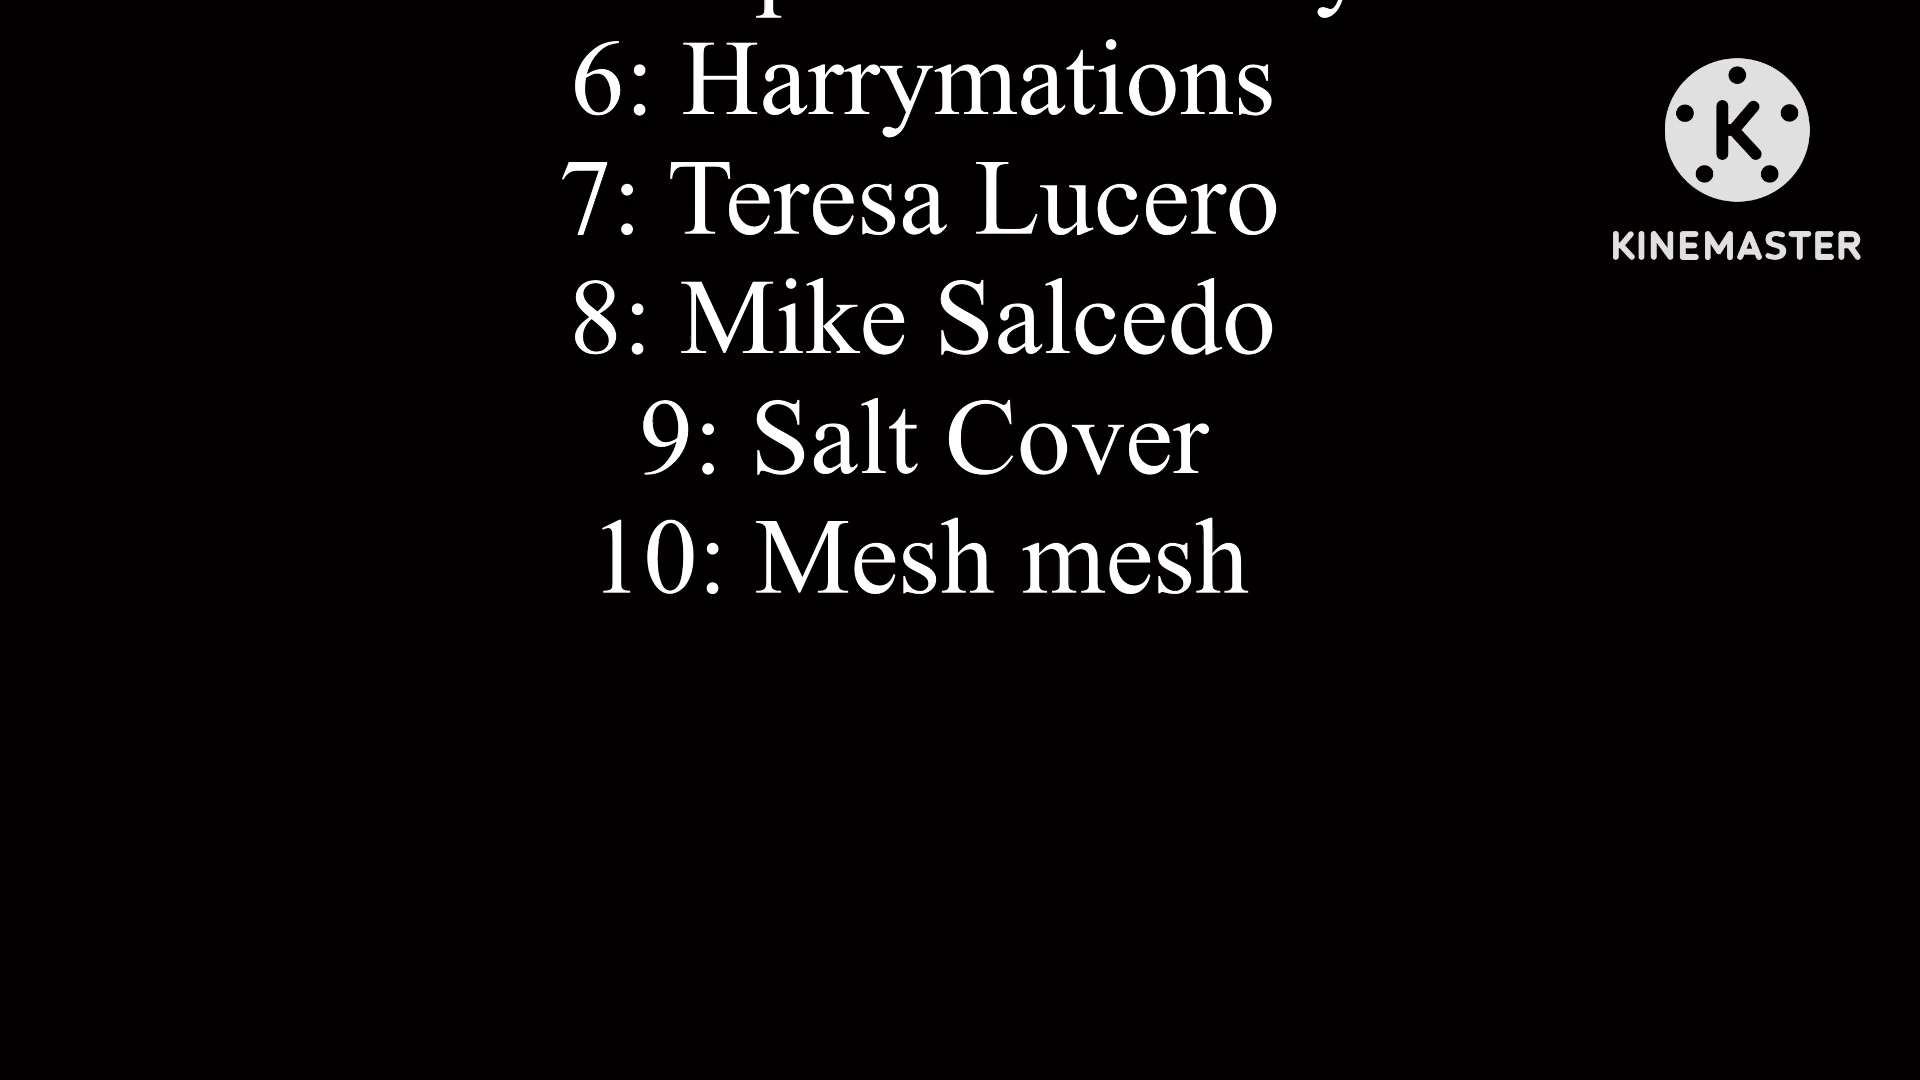 6: Harrymations
7: Teresa Lucero
8: Mike Salcedo
9: Salt Cover
10: Mesh mesh
K
KINEMASTER